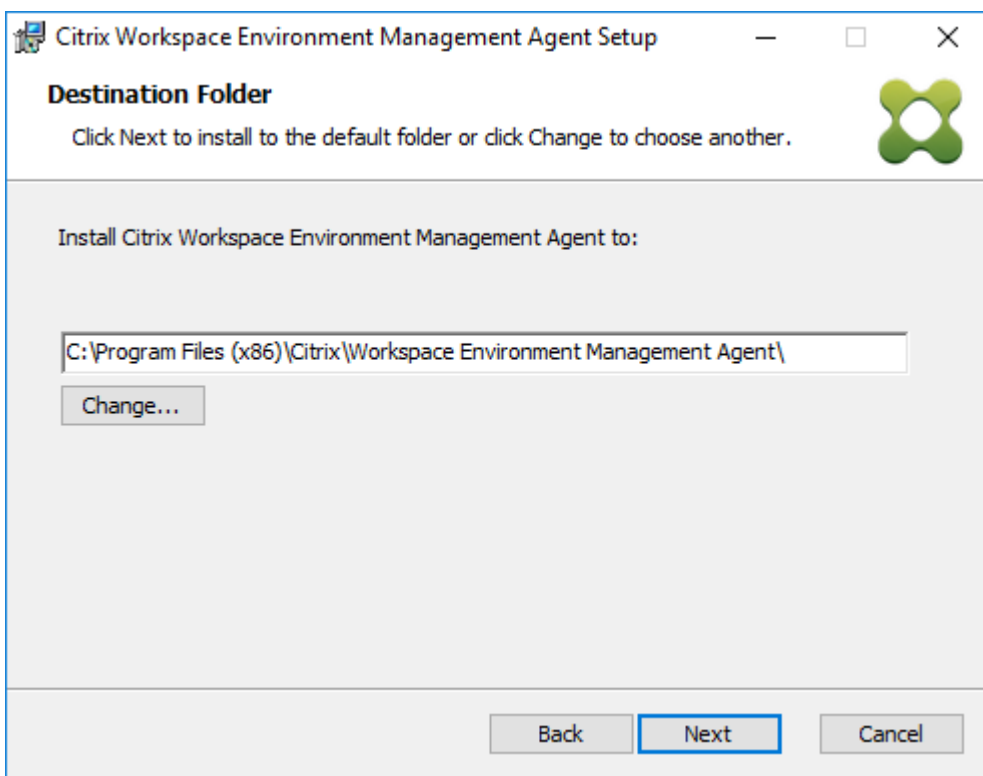 Citrix Workspace Environment Management Agent Setup
Destination Folder
Click Next to install to the default folder or click Change to choose another.
Install Citrix Workspace Environment Management Agent to:
C:\Program Files (x86)\Citrix\Workspace Environment Management Agent\
Change...
Back Next Cancel